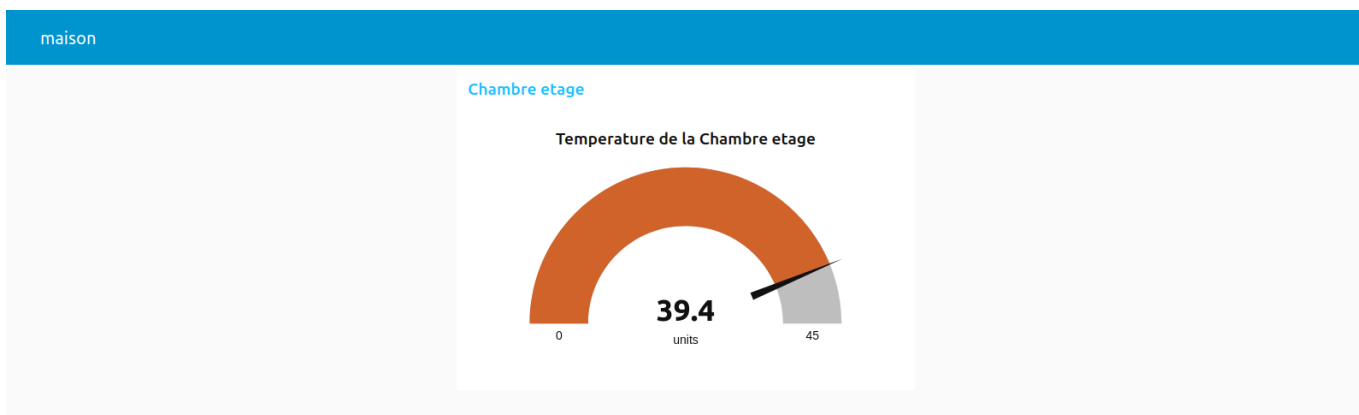 maison
Chambre etage
Temperature de la Chambre etage
39.4
units
0
45